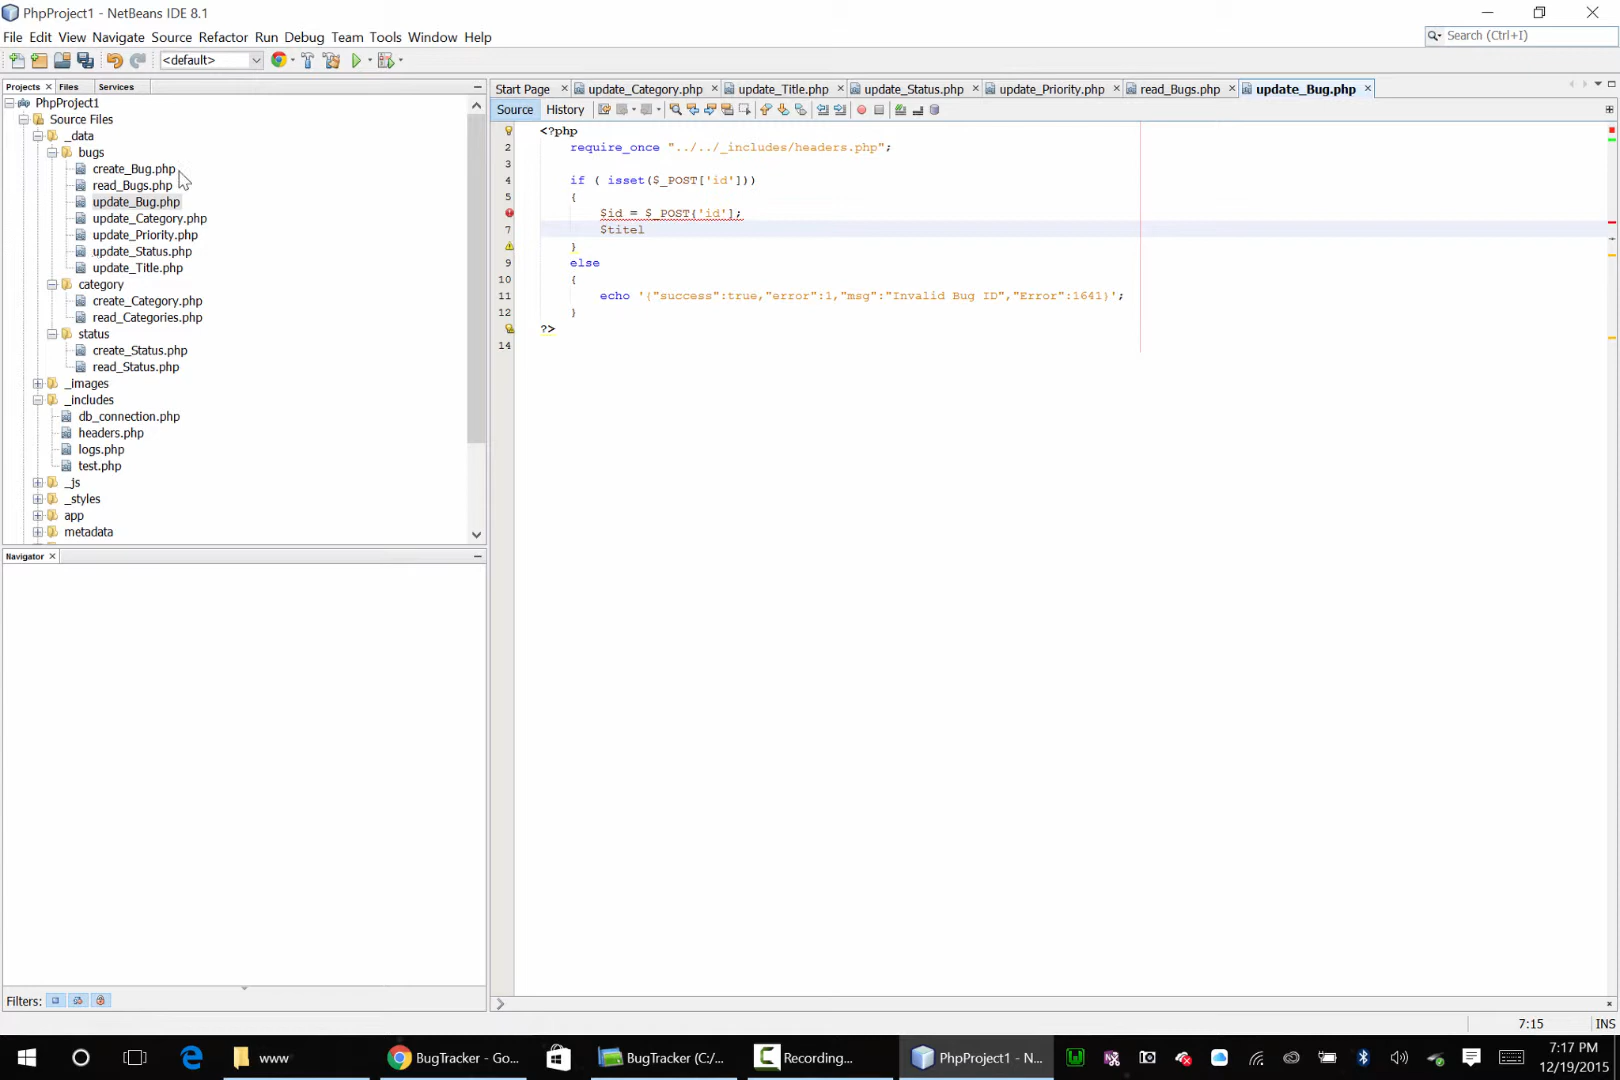 PhpProject1 - NetBeans IDE 8.1
File Edit View Navigate Source Refactor Run Debug Team Tools Window Help
Search (Ctrl+I)
<default>
Projects Files Services
Start Page update_Category.php update_Title.php update_Status.php update_Priority.php read_Bugs.php update_Bug.php
Source History
PhpProject1
Source Files
_data
bugs
create_Bug.php
read_Bugs.php
update_Bug.php
update_Category.php
update_Priority.php
update_Status.php
update_Title.php
category
create_Category.php
read_Categories.php
status
create_Status.php
read_Status.php
_images
_includes
db_connection.php
headers.php
logs.php
test.php
_js
_styles
app
metadata
Navigator
Filters:
<?php
2 require_once "../../_includes/headers.php";
3
4 if ( isset($_POST['id']))
5 {
$id = $_POST{'id'];
7 $titel
}
9 else
10 {
11 echo '{"success":true,"error":1,"msg":"Invalid Bug ID","Error":1641}';
12 }
?>
14
7:15 INS
www
BugTracker - Go...
BugTracker (C:/...
Recording...
PhpProject1 - N...
7:17 PM
12/19/2015